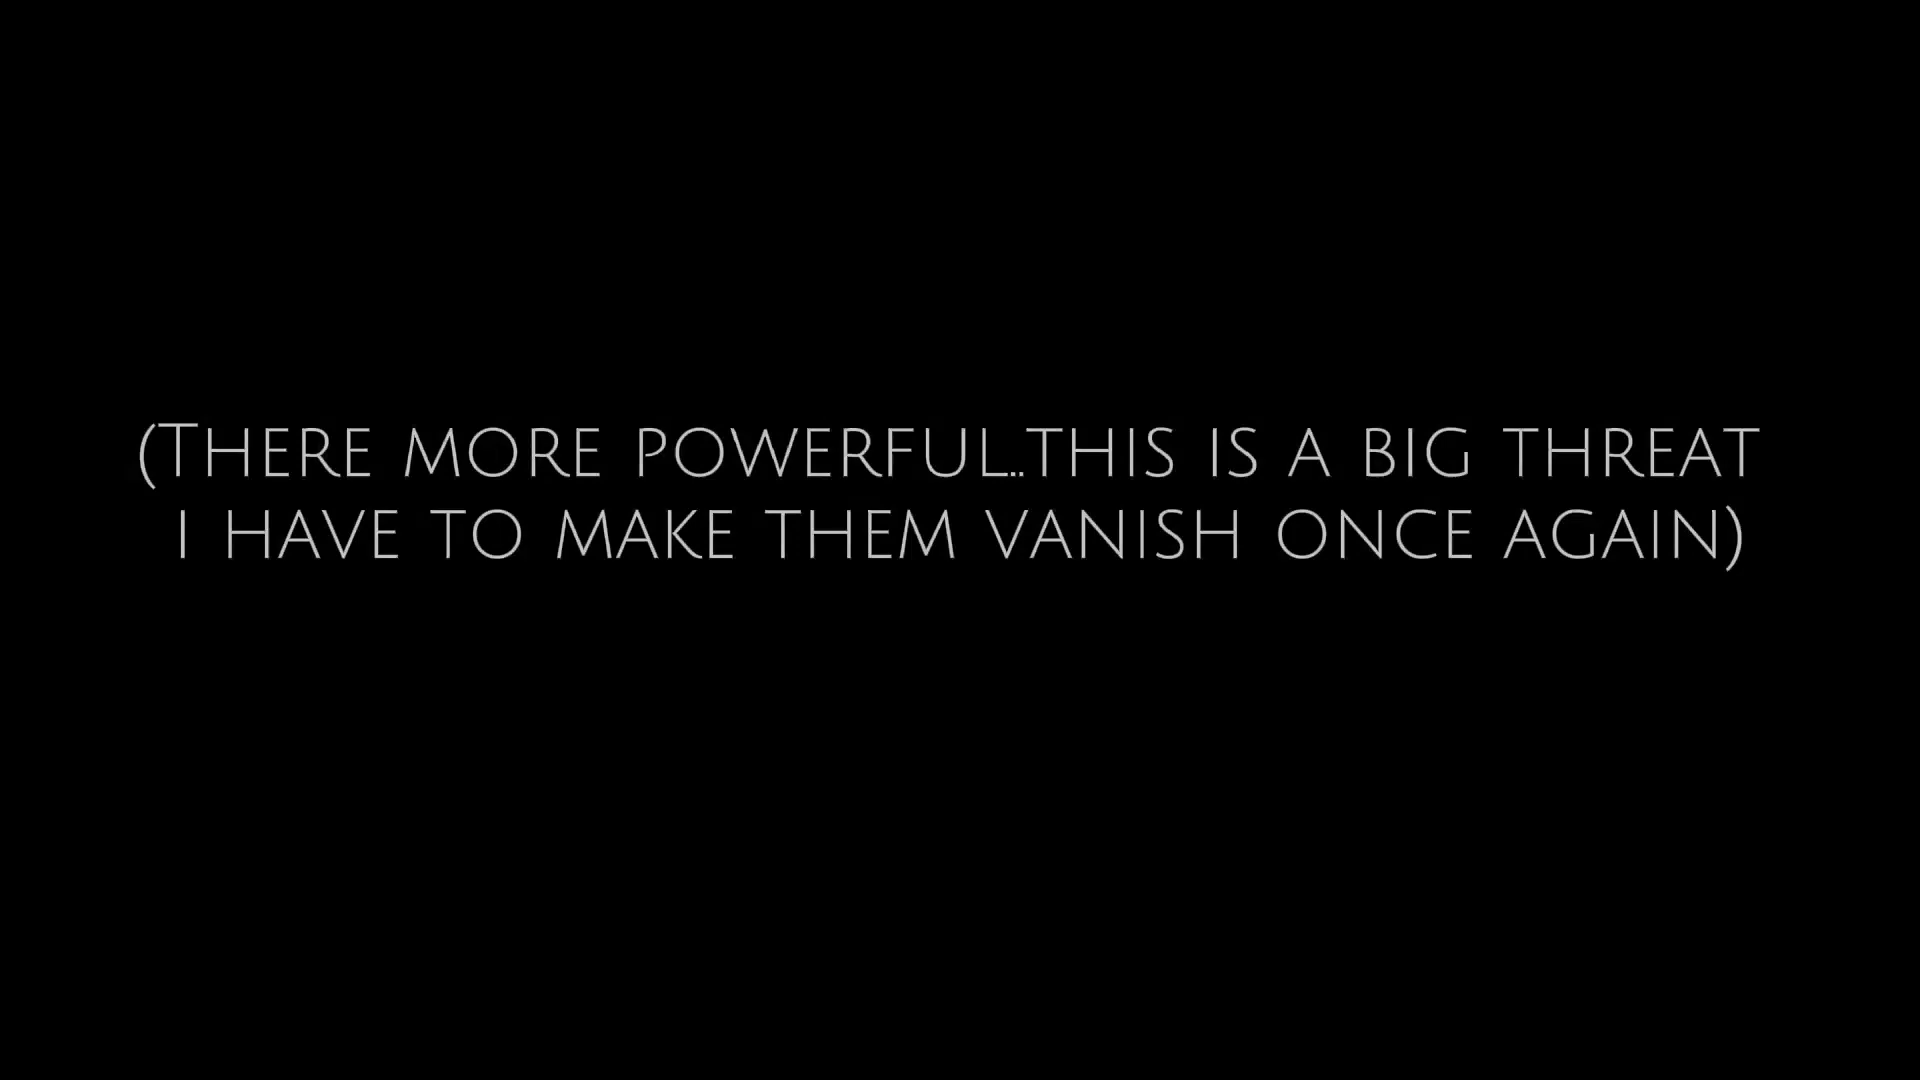 (There more powerful..this is a big threat
i have to make them vanish once again)